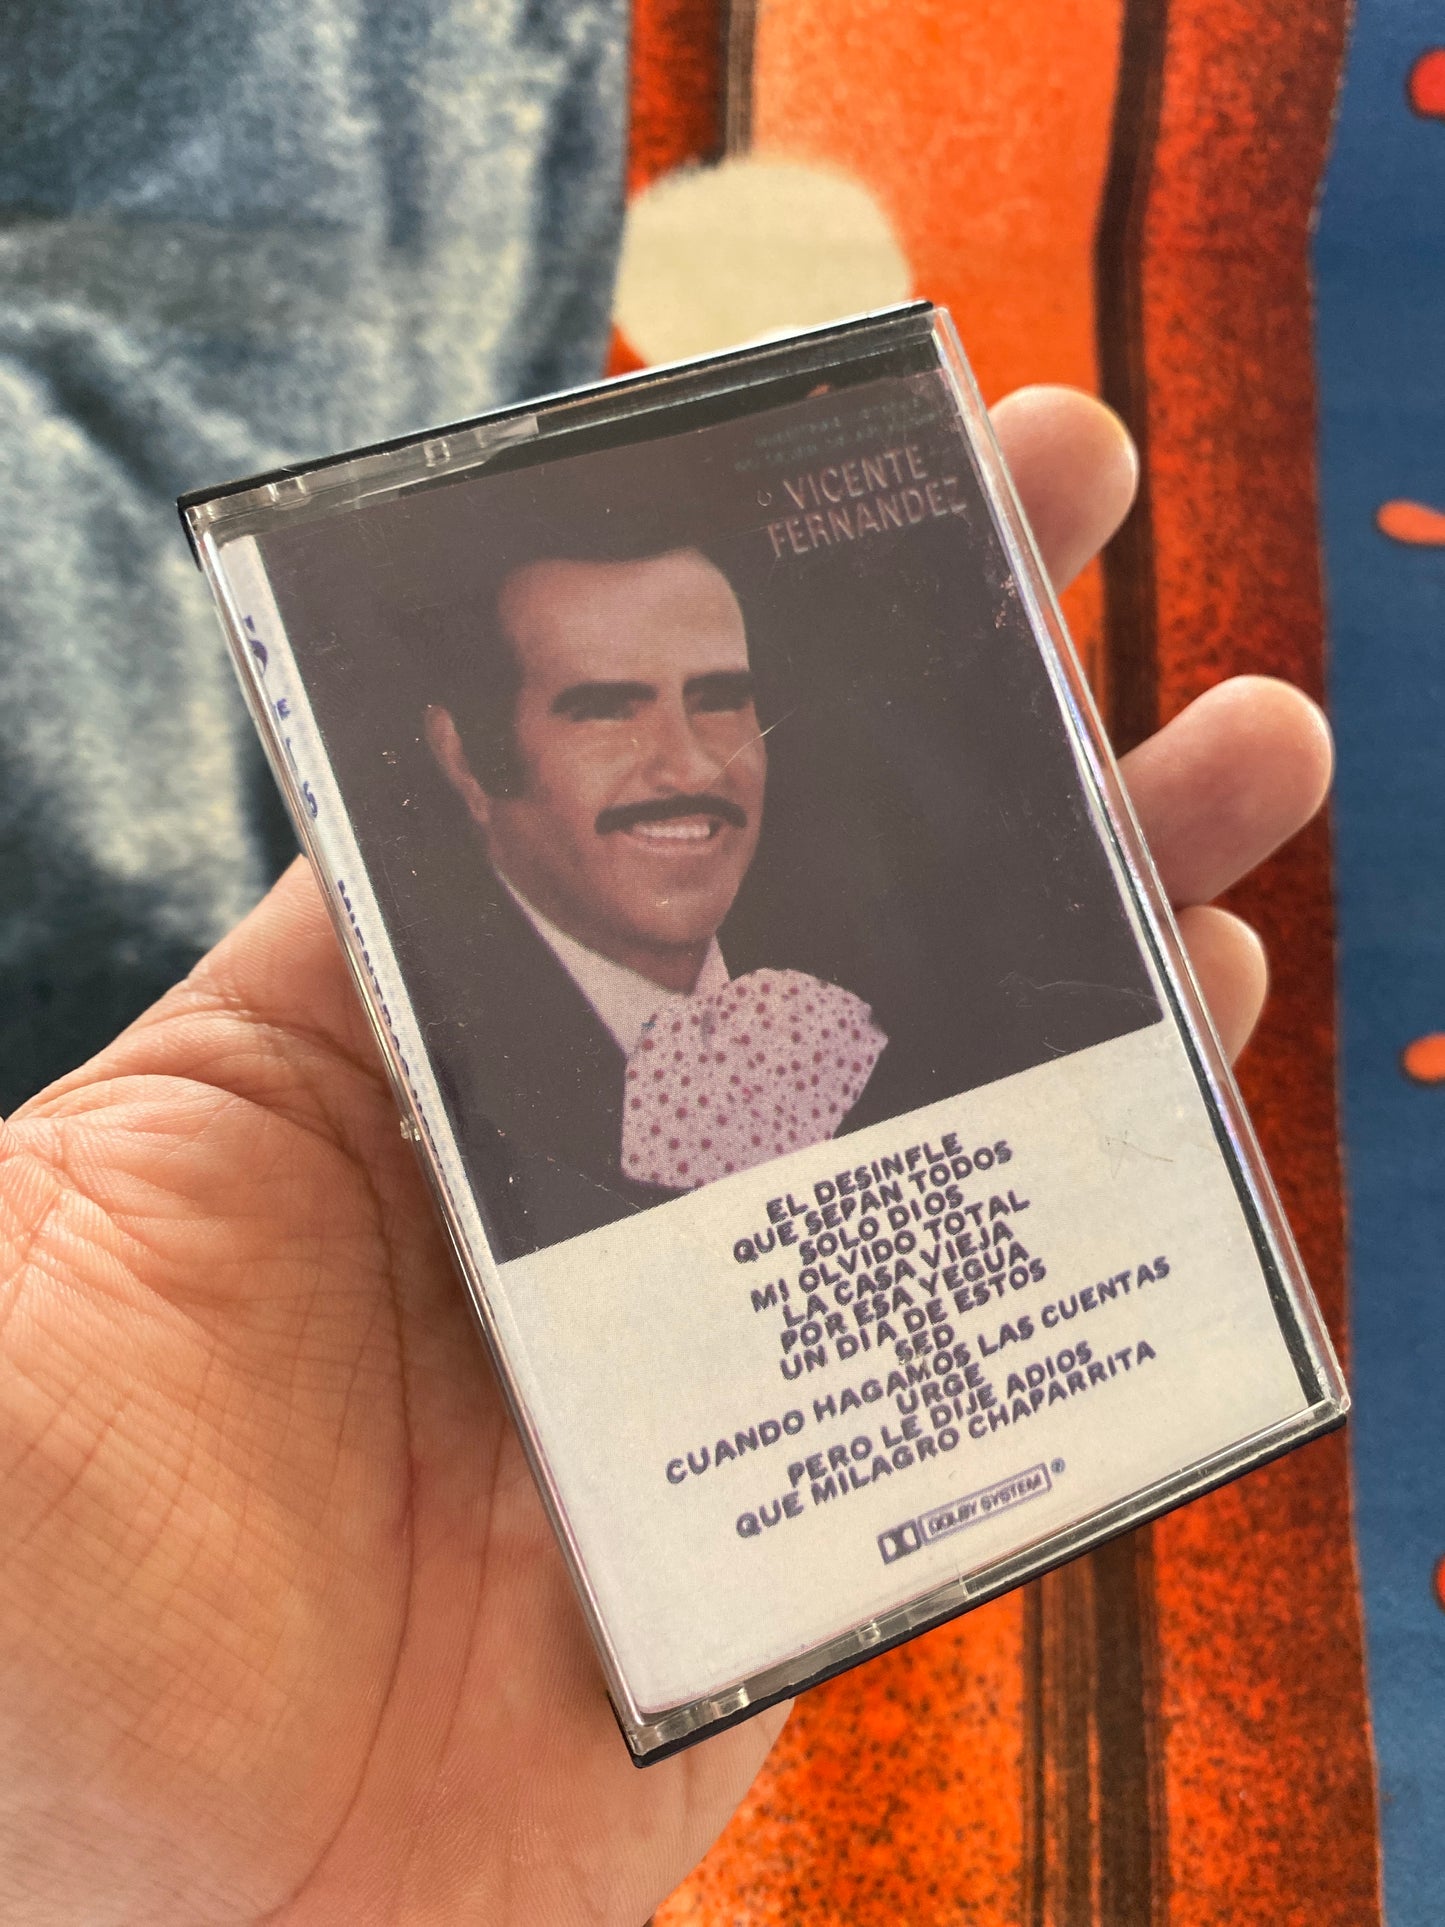 VICENTE
FERNANDEZ
EL DESINFLE
QUE SEPAN TODOS
SOLO DIOS
MI OLVIDO TOTAL
LA CASA VIEJA
POR ESA YEGUA
UN DIA DE ESTOS
SED
CUANDO HAGAMOS LAS CUENTAS
URGE
PERO LE DIJE ADIOS
QUE MILAGRO CHAPARRITA
DOLBY SYSTEM®